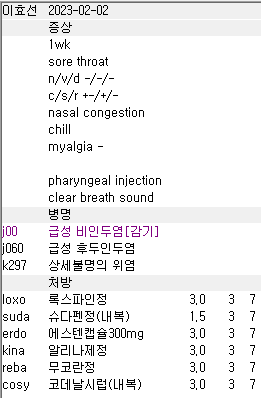 이효선 2023-02-02
증상
1wk
sore throat
n/v/d -/-/-
c/s/r +-/+/-
nasal congestion
chill
myalgia -
pharyngeal injection
clear breath sound
병명
j00 급성 비인두염[감기]
j060 급성 후두인두염
k297 상세불명의 위염
처방
loxo 록스파인정 3.0 3 7
suda 슈다펜정(내복) 1.5 3 7
erdo 에스텐캡슐300mg 3.0 3 7
kina 알리나제정 3.0 3 7
reba 무코란정 3.0 3 7
cosy 코데날시럽(내복) 3.0 3 7